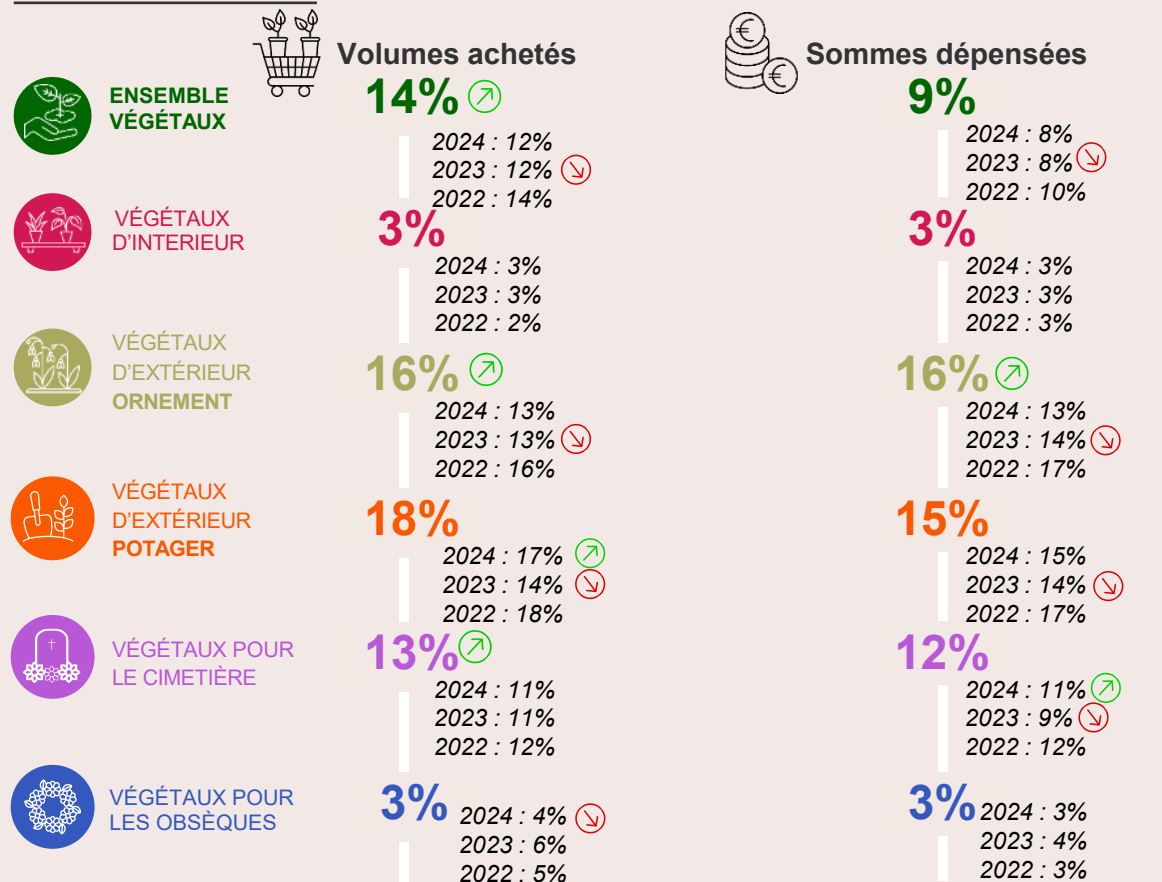 Volumes achetés
Sommes dépensées
ENSEMBLE
VÉGÉTAUX
14%
2024 : 12%
2023 : 12%
2022 : 14%
9%
2024 : 8%
2023 : 8%
2022 : 10%
VÉGÉTAUX
D'INTERIEUR
3%
2024 : 3%
2023 : 3%
2022 : 2%
3%
2024 : 3%
2023 : 3%
2022 : 3%
VÉGÉTAUX
D'EXTÉRIEUR
ORNEMENT
16%
2024 : 13%
2023 : 13%
2022 : 16%
16%
2024 : 13%
2023 : 14%
2022 : 17%
VÉGÉTAUX
D'EXTÉRIEUR
POTAGER
18%
2024 : 17%
2023 : 14%
2022 : 18%
15%
2024 : 15%
2023 : 14%
2022 : 17%
VÉGÉTAUX POUR
LE CIMETIÈRE
13%
2024 : 11%
2023 : 11%
2022 : 12%
12%
2024 : 11%
2023 : 9%
2022 : 12%
VÉGÉTAUX POUR
LES OBSÈQUES
3%
2024 : 4%
2023 : 6%
2022 : 5%
3%
2024 : 3%
2023 : 4%
2022 : 3%